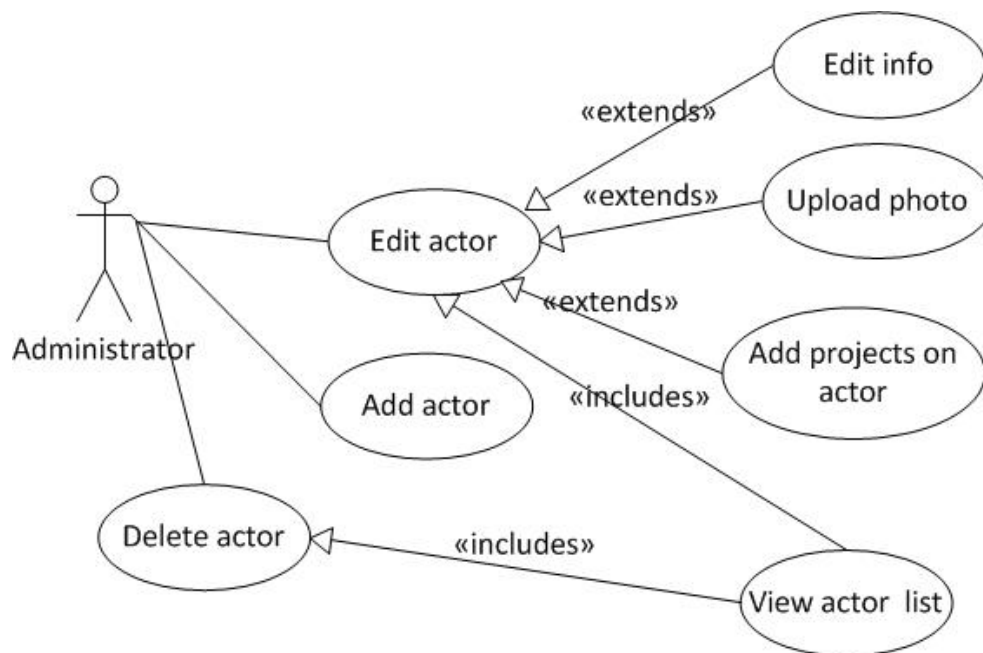 Edit info
«extends»
Upload photo
«extends»
Edit actor
«extends»
Administrator
Add projects on
actor
Add actor
«includes»
Delete actor
«includes»
View actor list